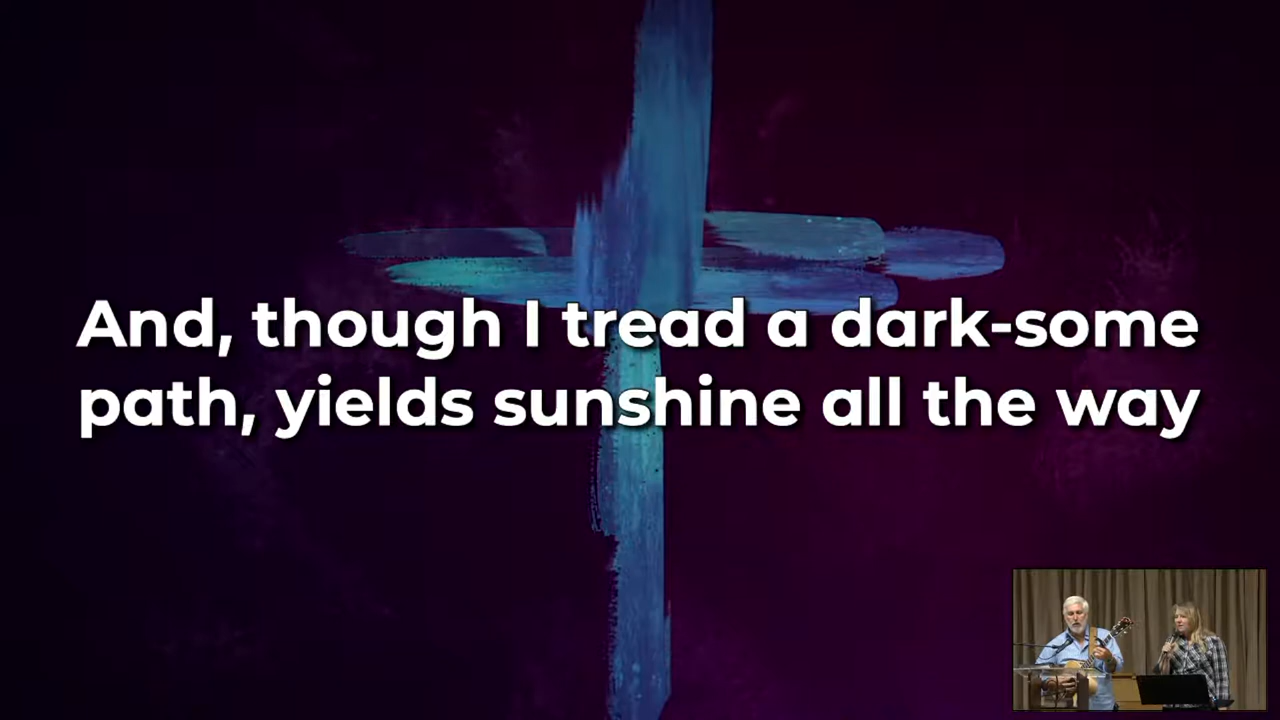 And, though I tread a dark-some
path, yields sunshine all the way